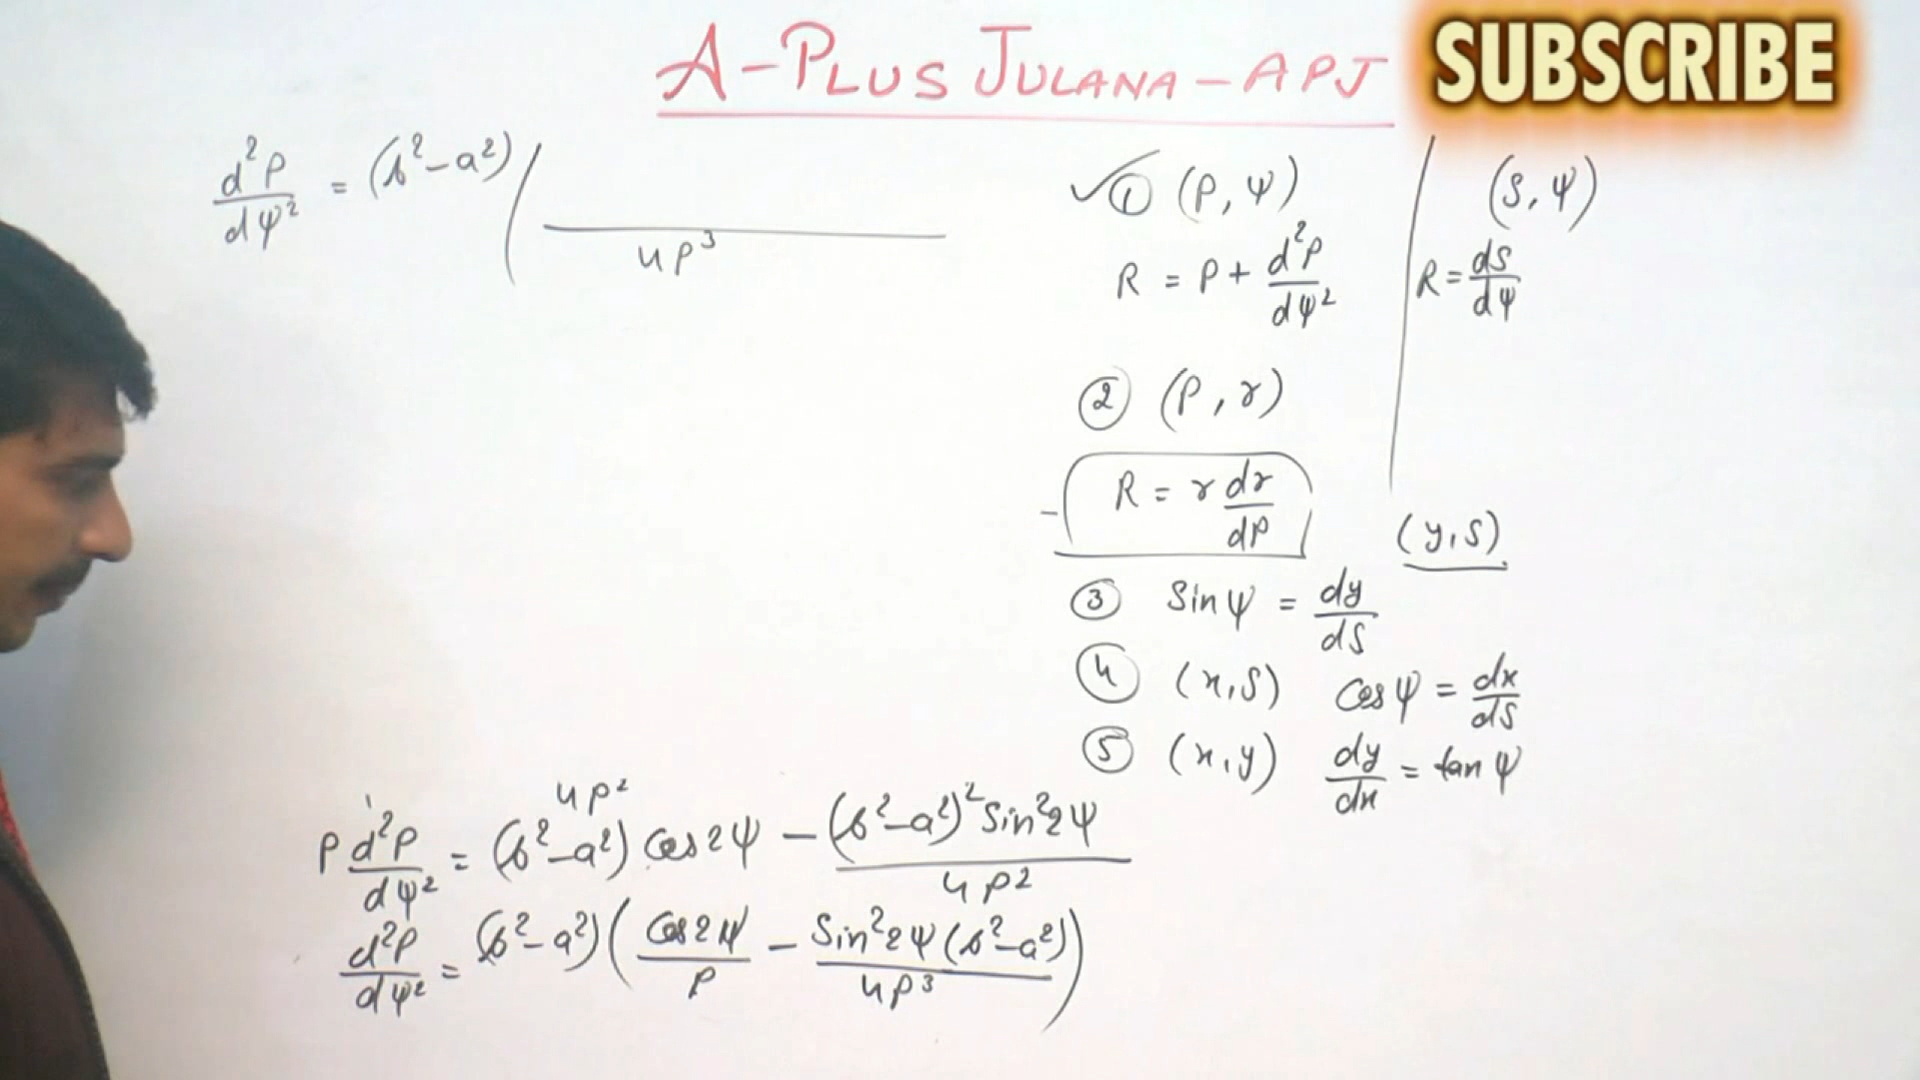 A-PLUS JULANA-APJ
SUBSCRIBE
d²P/dψ² = (b²-a²)( ——— / 4P³
✓① (P, ψ)
R = P + d²P/dψ²
(S, ψ)
R = dS/dψ
② (P, r)
R = r dr/dP
③ Sin ψ = dy/dS
(y, S)
④ (x, S) Cos ψ = dx/dS
⑤ (x, y) dy/dx = tan ψ
4P²
P d²P/dψ² = (b²-a²) Cos 2ψ - (b²-a²)² Sin² 2ψ / 4P²
d²P/dψ² = (b²-a²)( Cos 2ψ / P - Sin² 2ψ (b²-a²) / 4P³ )